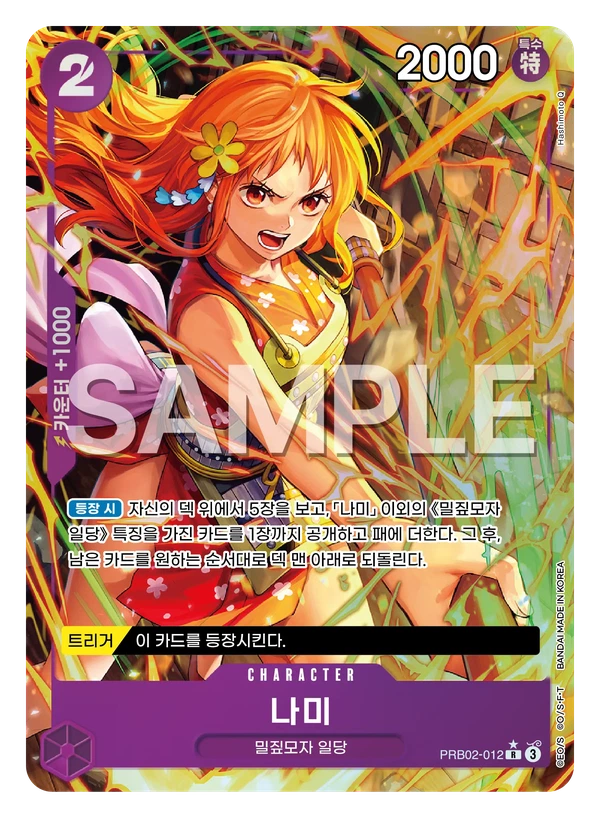 2
2000
특수
特
Hashimoto Q
카운터 +1000
SAMPLE
등장 시 자신의 덱 위에서 5장을 보고, 「나미」 이외의 《밀짚모자
일당》 특징을 가진 카드를 1장까지 공개하고 패에 더한다. 그 후,
남은 카드를 원하는 순서대로 덱 맨 아래로 되돌린다.
트리거 이 카드를 등장시킨다.
CHARACTER
나미
밀짚모자 일당
PRB02-012 R 3
©EO/S ©O/S·F·T BANDAI MADE IN KOREA